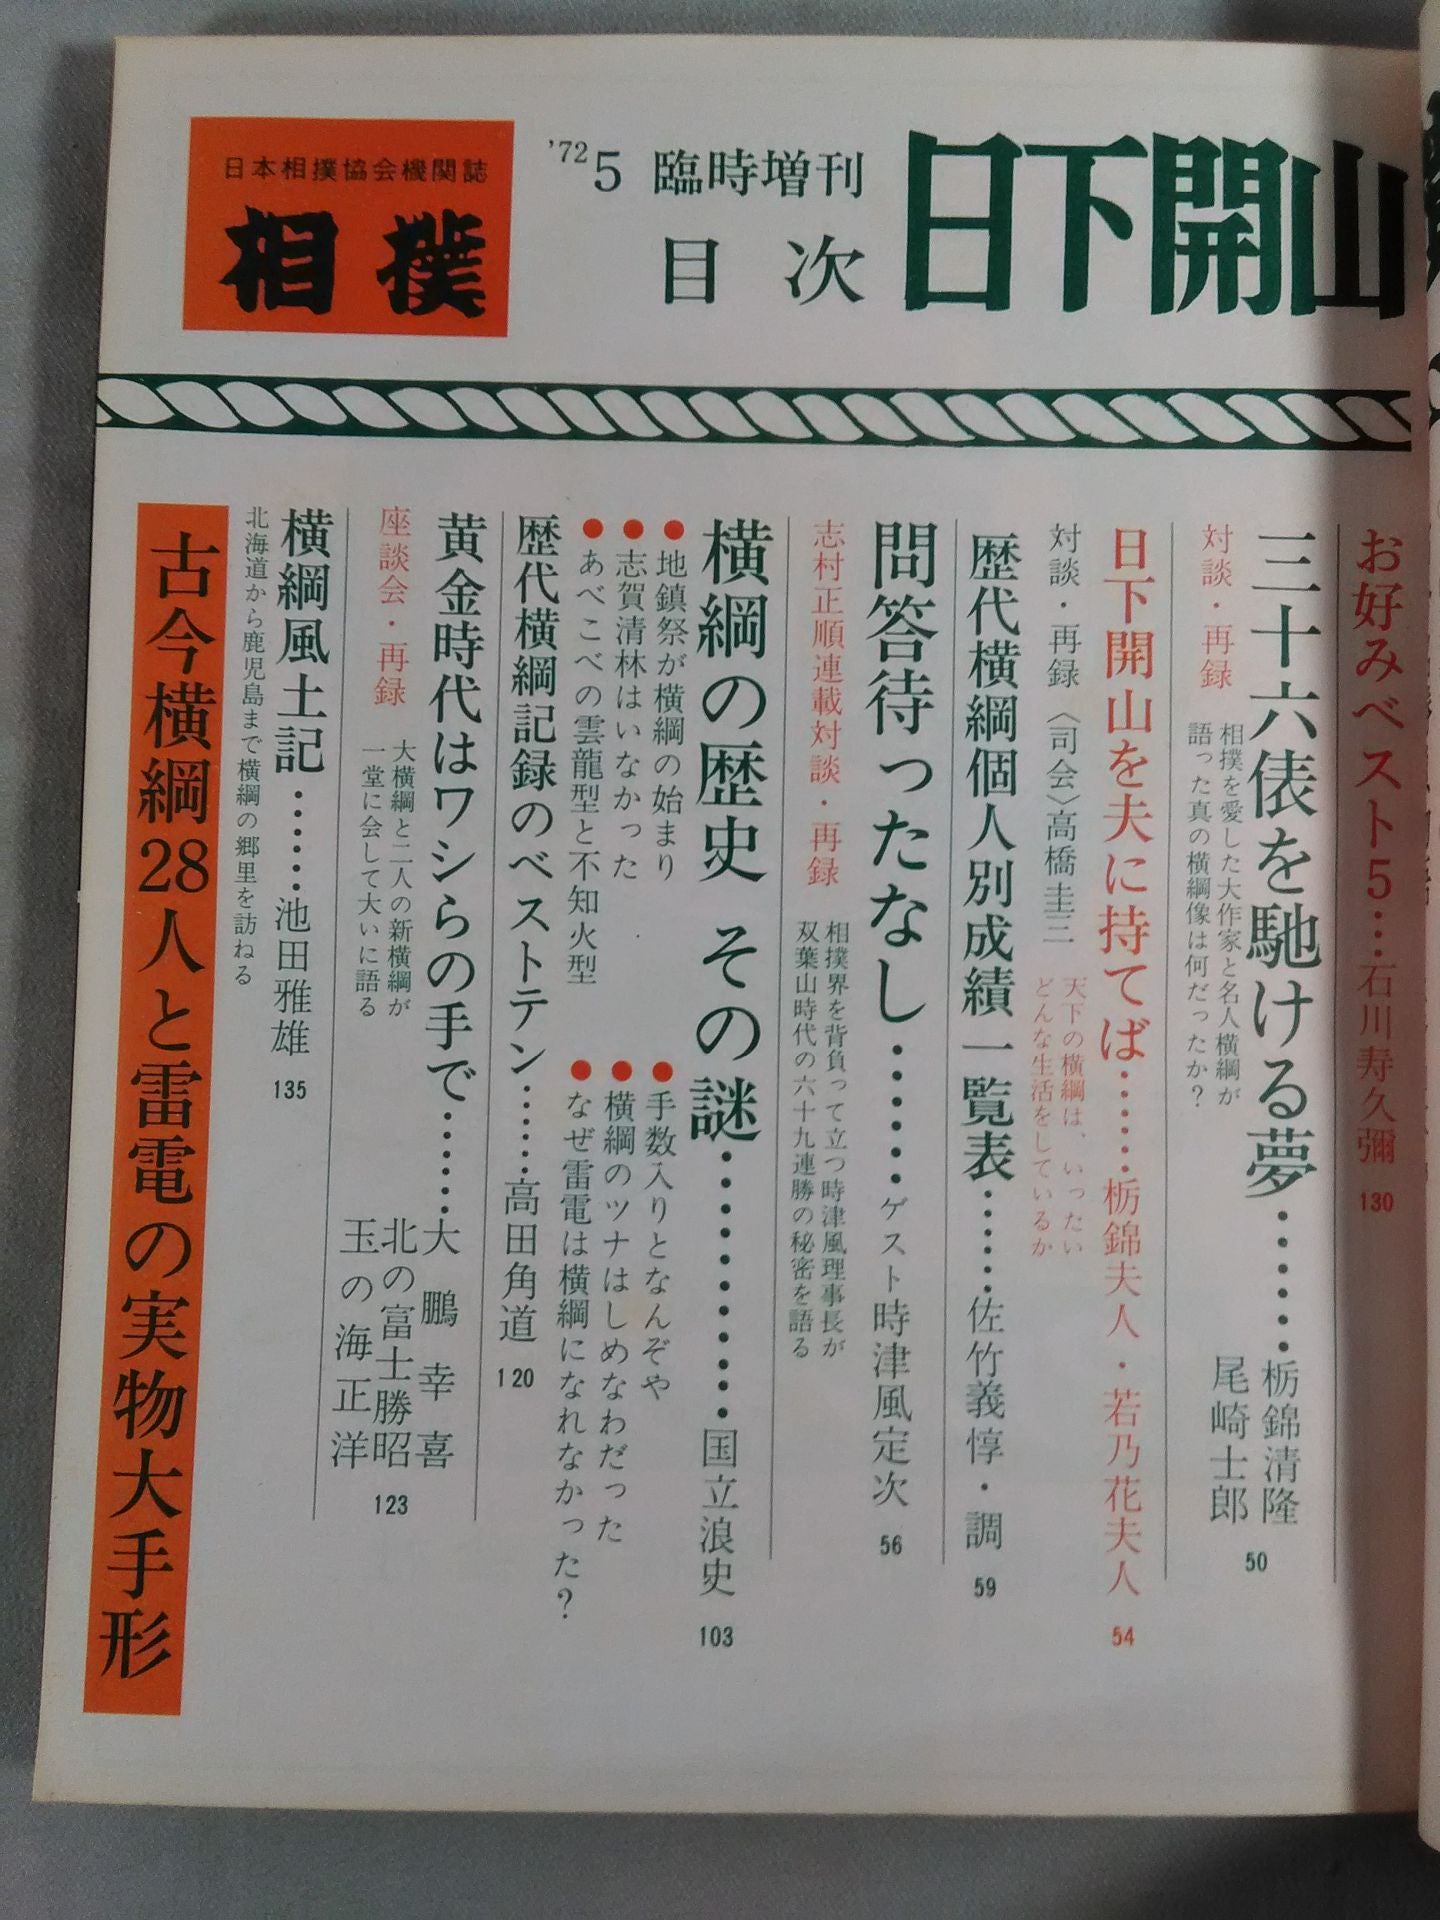 日下開山
'72 5 臨時増刊
目次
日本相撲協会機関誌
相撲
お好みベスト5…石川寿久彌 130
三十六俵を馳ける夢……栃錦清隆
尾崎士郎 50
対談・再録
相撲を愛した大作家と名人横綱が
語った真の横綱像は何だったか?
日下開山を夫に持てば……栃錦夫人・若乃花夫人 54
対談・再録〈司会〉高橋圭三
天下の横綱は、いったい
どんな生活をしているか
歴代横綱個人別成績一覧表……佐竹義惇・調 59
問答待ったなし……ゲスト時津風定次 56
志村正順連載対談・再録
相撲界を背負って立つ時津風理事長が
双葉山時代の六十九連勝の秘密を語る
横綱の歴史 その謎…………国立浪史 103
●地鎮祭が横綱の始まり
●志賀清林はいなかった
●あべこべの雲龍型と不知火型
●手数入りとなんぞや
●横綱のツナはしめなわだった
●なぜ雷電は横綱になれなかった?
歴代横綱記録のベストテン……高田角道 120
黄金時代はワシらの手で……大鵬幸喜
北の富士勝昭
玉の海正洋 123
座談会・再録
大横綱と二人の新横綱が
一堂に会して大いに語る
横綱風土記……池田雅雄 135
北海道から鹿児島まで横綱の郷里を訪ねる
古今横綱28人と雷電の実物大手形